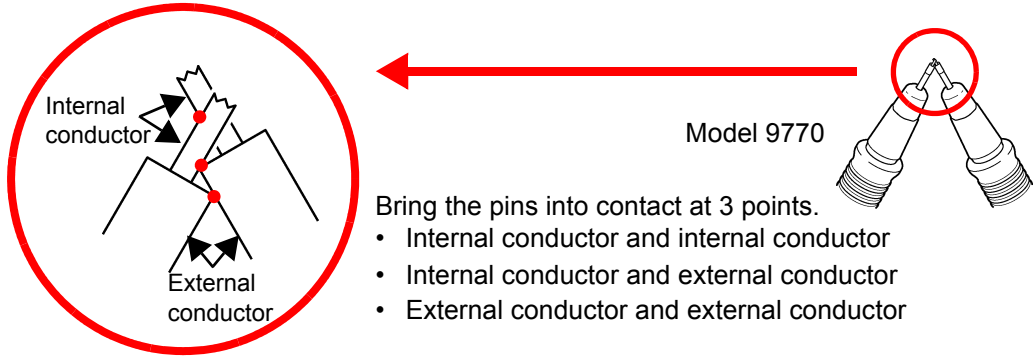 Internal
conductor
External
conductor
Model 9770
Bring the pins into contact at 3 points.
• Internal conductor and internal conductor
• Internal conductor and external conductor
• External conductor and external conductor